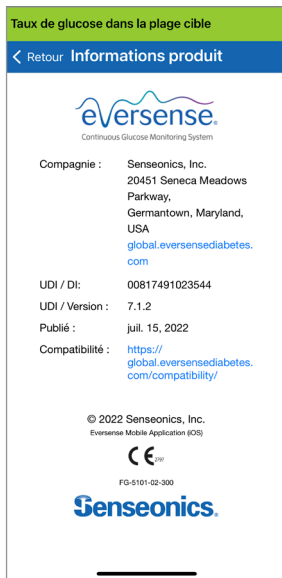 Taux de glucose dans la plage cible
Retour Informations produit
eversense.
Continuous Glucose Monitoring System
Compagnie : Senseonics, Inc.
20451 Seneca Meadows
Parkway,
Germantown, Maryland,
USA
global.eversensediabetes.
com
UDI / DI: 00817491023544
UDI / Version : 7.1.2
Publié : juil. 15, 2022
Compatibilité : https://
global.eversensediabetes.
com/compatibility/
© 2022 Senseonics, Inc.
Eversense Mobile Application (iOS)
CE 2797
FG-5101-02-300
Senseonics.